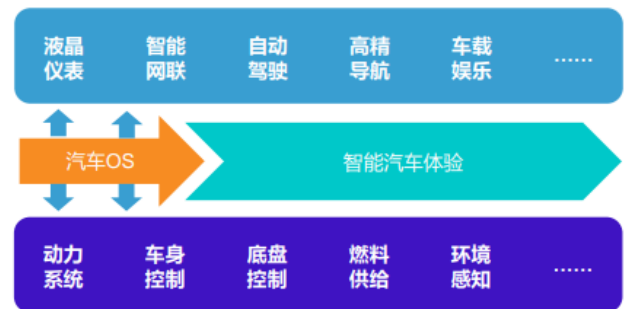 液晶 智能 自动 高精 车载
仪表 网联 驾驶 导航 娱乐 ……
汽车OS 智能汽车体验
动力 车身 底盘 燃料 环境
系统 控制 控制 供给 感知 ……